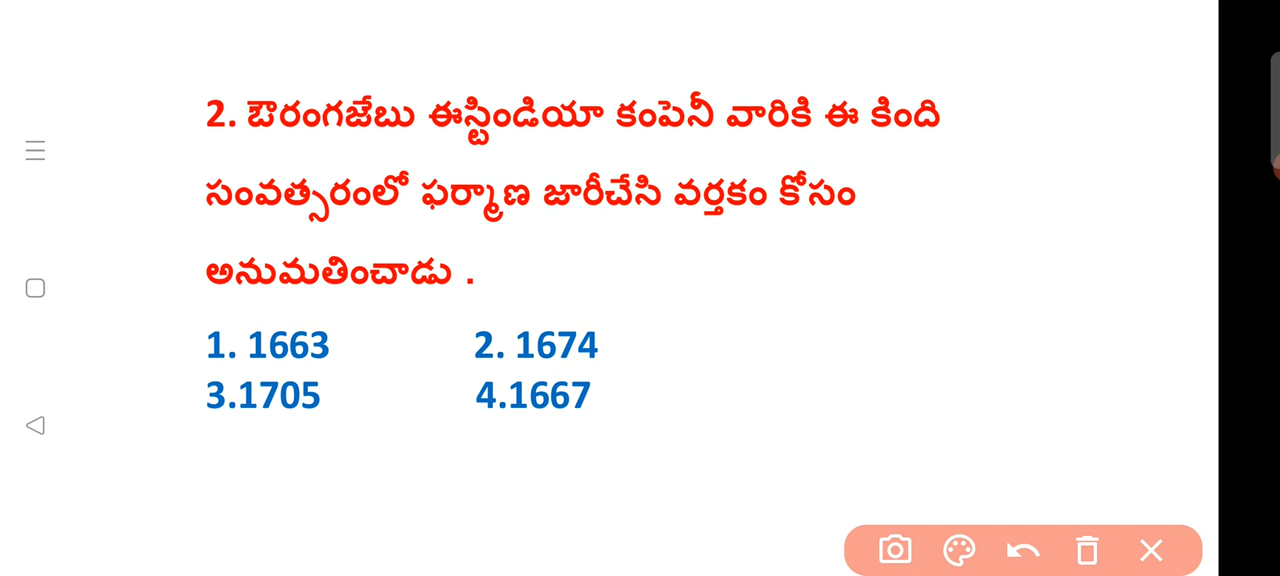 2. ఔరంగజేబు ఈస్టిండియా కంపెనీ వారికి ఈ కింది
సంవత్సరంలో ఫర్మ్రాణ జారీచేసి వర్తకం కోసం
అనుమతించాడు .
1. 1663 2. 1674
3.1705 4.1667